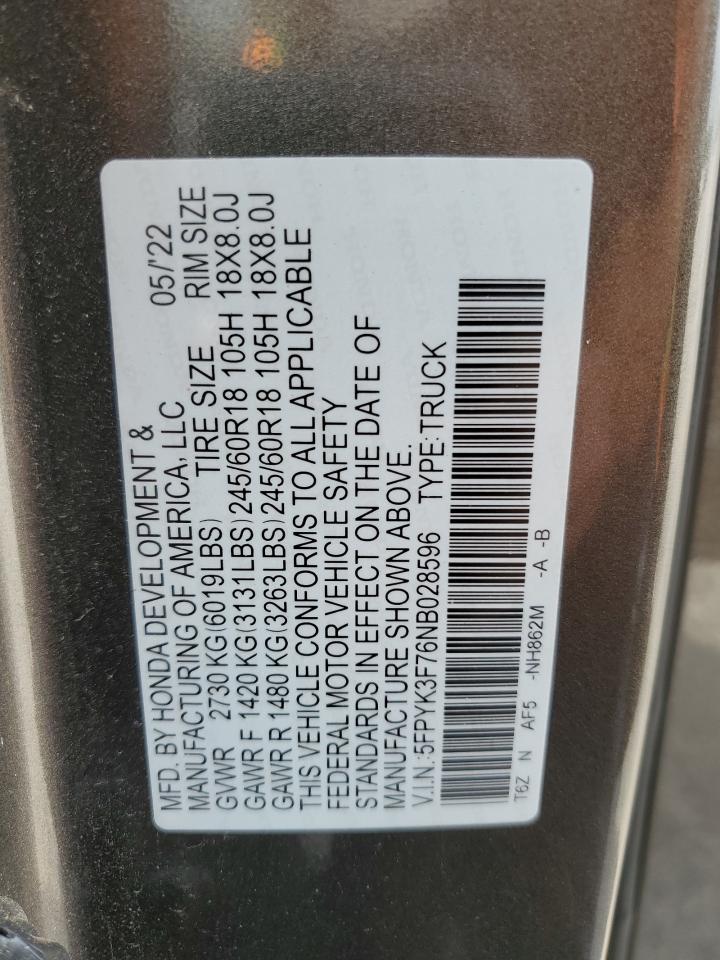 MFD. BY HONDA DEVELOPMENT &
MANUFACTURING OF AMERICA, LLC 05/'22
GVWR 2730 KG (6019LBS) TIRE SIZE RIM SIZE
GAWR F 1420 KG (3131LBS) 245/60R18 105H 18X8.0J
GAWR R 1480 KG (3263LBS) 245/60R18 105H 18X8.0J
THIS VEHICLE CONFORMS TO ALL APPLICABLE
FEDERAL MOTOR VEHICLE SAFETY
STANDARDS IN EFFECT ON THE DATE OF
MANUFACTURE SHOWN ABOVE.
V.I.N.:5FPYK3F76NB028596 TYPE:TRUCK
T6Z N AF5 -NH862M -A -B